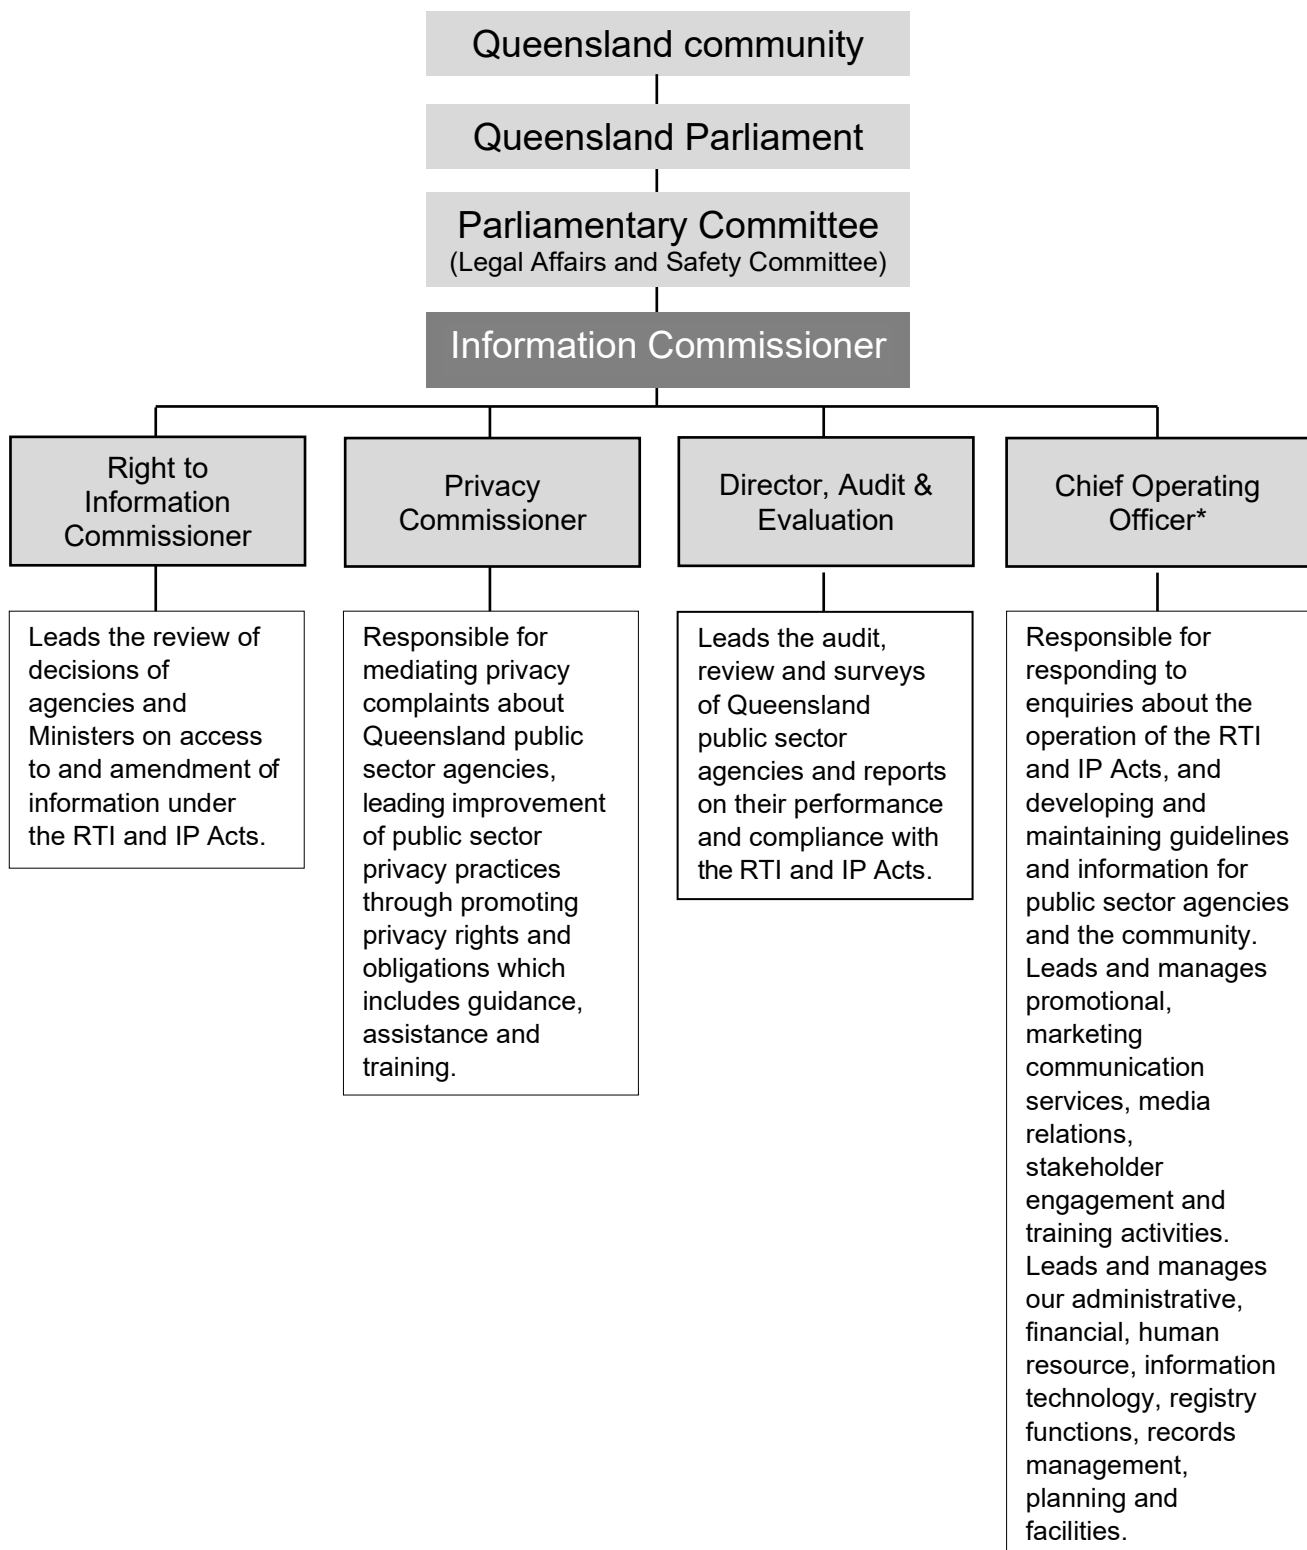 Queensland community
Queensland Parliament
Parliamentary Committee
(Legal Affairs and Safety Committee)
Information Commissioner
Right to
Information
Commissioner
Privacy
Commissioner
Director, Audit &
Evaluation
Chief Operating
Officer*
Leads the review of
decisions of
agencies and
Ministers on access
to and amendment of
information under
the RTI and IP Acts.
Responsible for
mediating privacy
complaints about
Queensland public
sector agencies,
leading improvement
of public sector
privacy practices
through promoting
privacy rights and
obligations which
includes guidance,
assistance and
training.
Leads the audit,
review and surveys
of Queensland
public sector
agencies and reports
on their performance
and compliance with
the RTI and IP Acts.
Responsible for
responding to
enquiries about the
operation of the RTI
and IP Acts, and
developing and
maintaining guidelines
and information for
public sector agencies
and the community.
Leads and manages
promotional,
marketing
communication
services, media
relations,
stakeholder
engagement and
training activities.
Leads and manages
our administrative,
financial, human
resource, information
technology, registry
functions, records
management,
planning and
facilities.